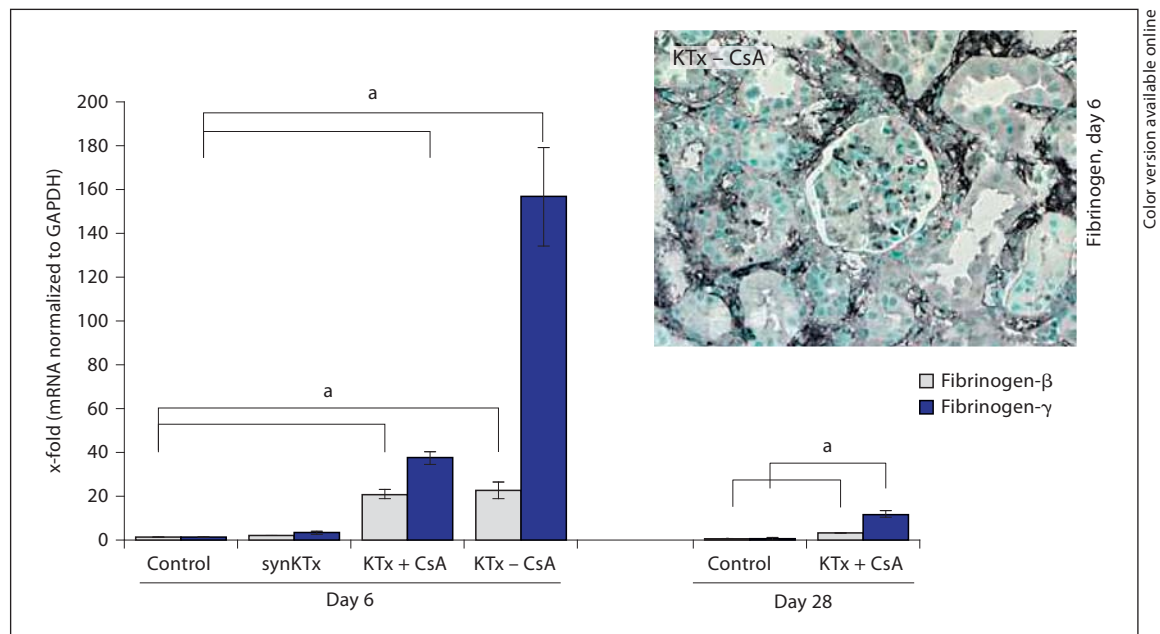 Color version available online
KTx – CsA
Fibrinogen, day 6
x-fold (mRNA normalized to GAPDH)
200
180
160
140
120
100
80
60
40
20
0
a
a
a
Fibrinogen-β
Fibrinogen-γ
Control synKTx KTx + CsA KTx – CsA Control KTx + CsA
Day 6 Day 28